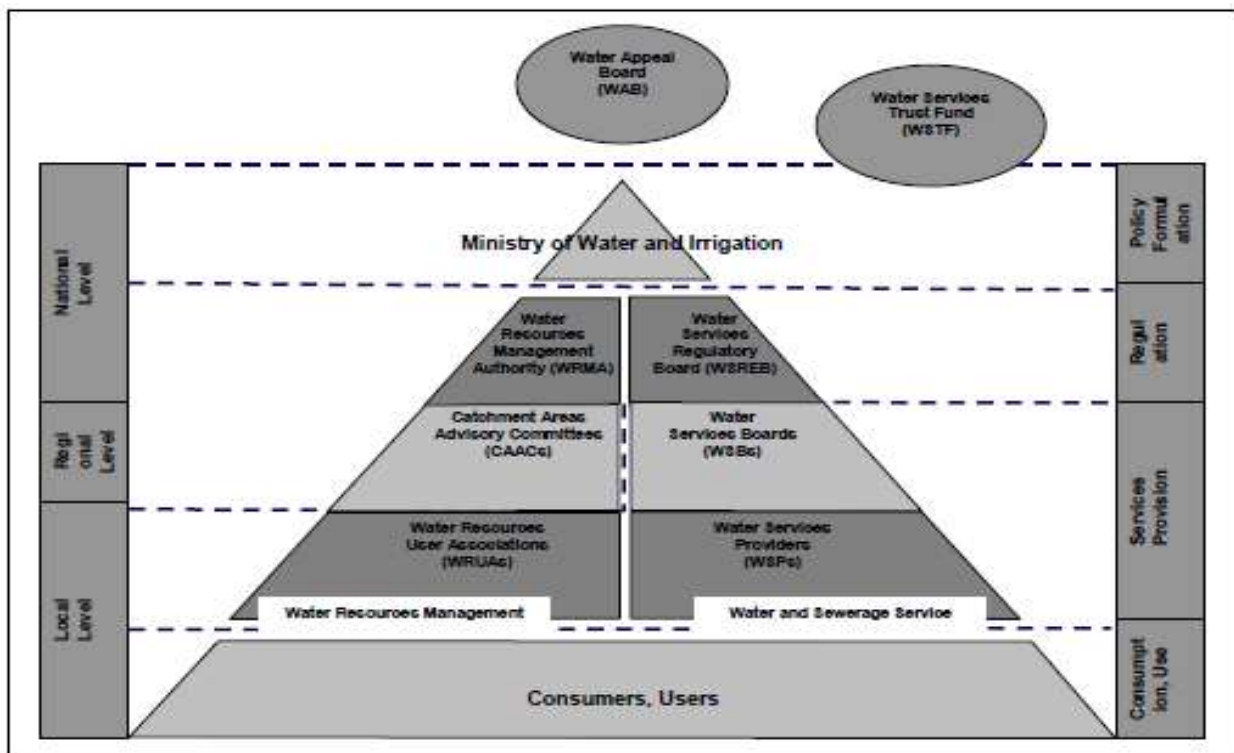 Water Appeal
Board
(WAB)
Water Services
Trust Fund
(WSTF)
National
Level
Regi
onal
Level
Local
Level
Ministry of Water and Irrigation
Water
Resources
Management
Authority (WRMA)
Water
Services
Regulatory
Board (WSREB)
Catchment Areas
Advisory Committees
(CAACs)
Water
Services Boards
(WSBs)
Water Resources
User Associations
(WRUAs)
Water Services
Providers
(WSPs)
Water Resources Management
Water and Sewerage Service
Consumers, Users
Policy
Formul
ation
Regul
ation
Services
Provision
Consumpt
ion, Use